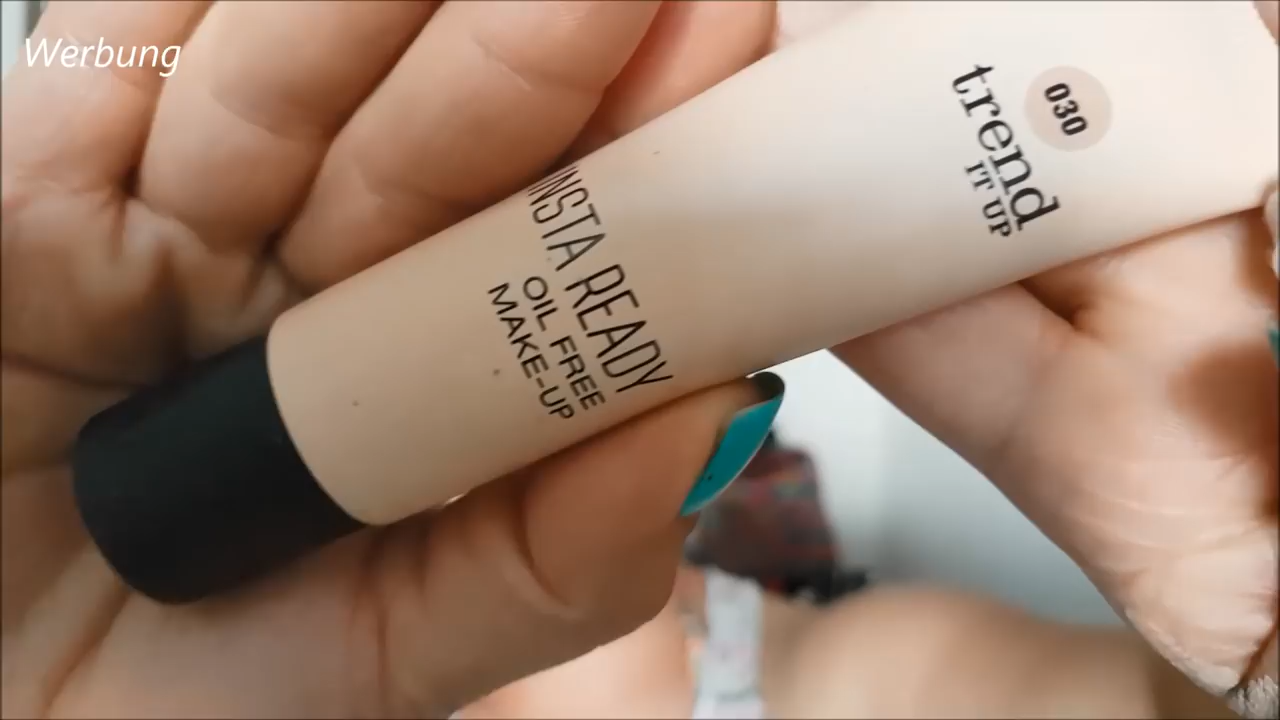 Werbung
030
trend
IT UP
INSTA READY
OIL FREE
MAKE-UP